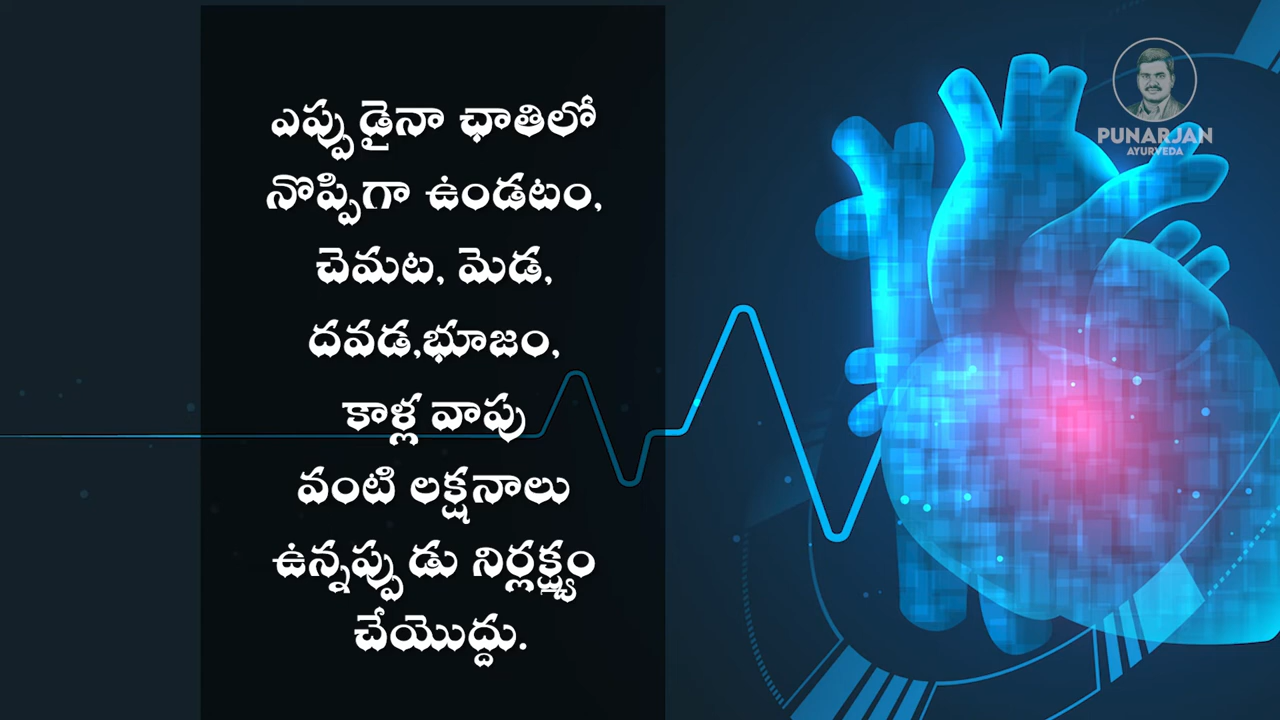 ఎప్పుడైనా ఛాతిలో
నొప్పిగా ఉండటం,
చెమట, మెడ,
దవడ,భూజం,
కాళ్ల వాపు
వంటి లక్షనాలు
ఉన్నప్పుడు నిర్లక్ష్యం
చేయొద్దు.
PUNARJAN
AYURVEDA